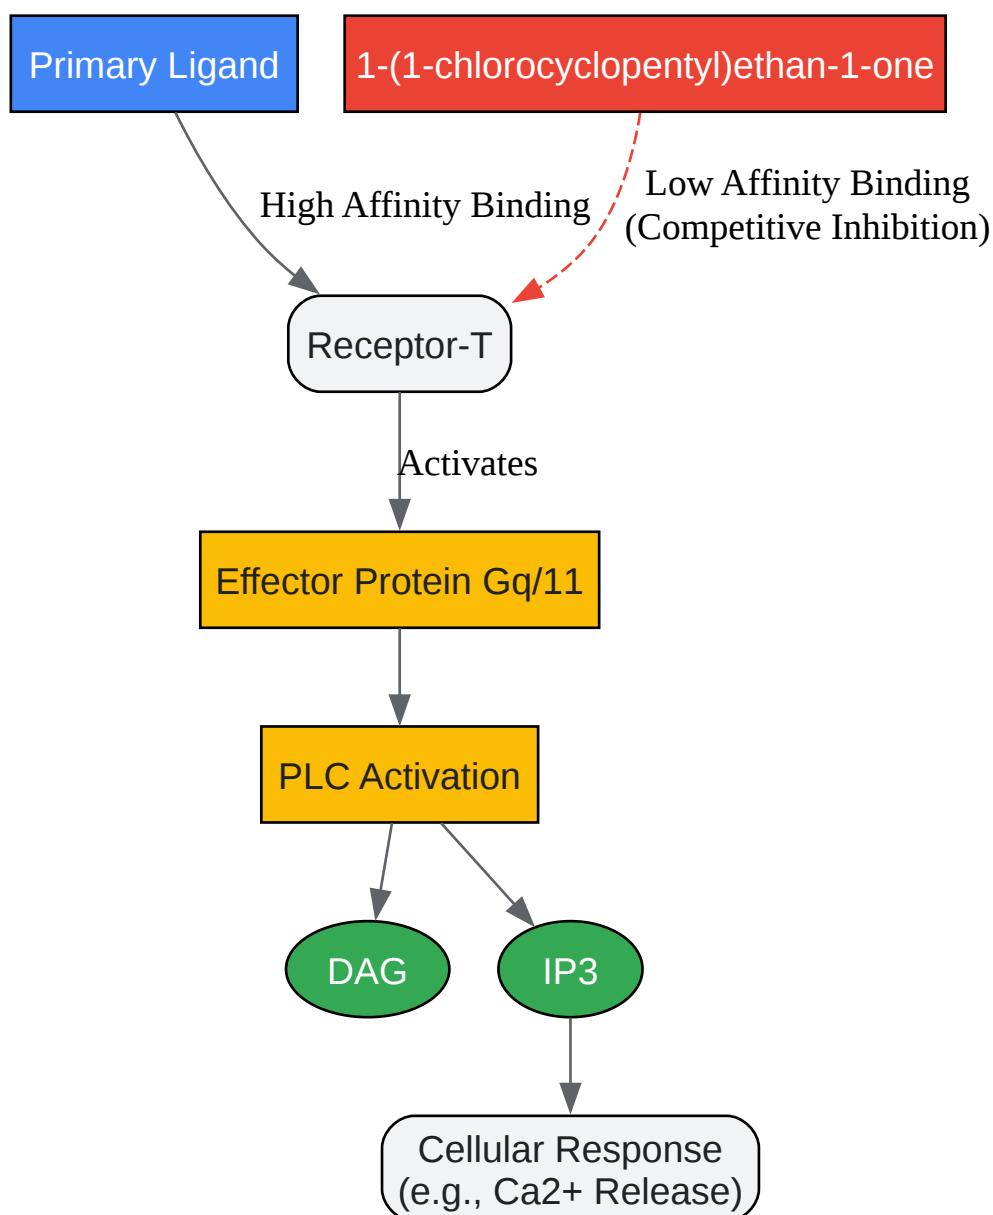 Primary Ligand
1-(1-chlorocyclopentyl)ethan-1-one
High Affinity Binding
Low Affinity Binding
(Competitive Inhibition)
Receptor-T
Activates
Effector Protein Gq/11
PLC Activation
DAG
IP3
Cellular Response
(e.g., Ca2+ Release)